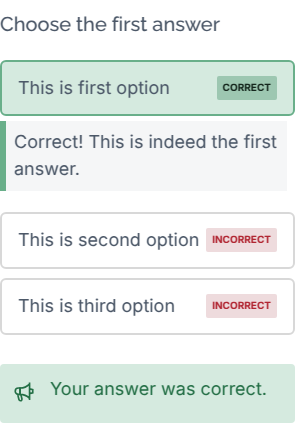 Choose the first answer
This is first option CORRECT
Correct! This is indeed the first
answer.
This is second option INCORRECT
This is third option INCORRECT
Your answer was correct.